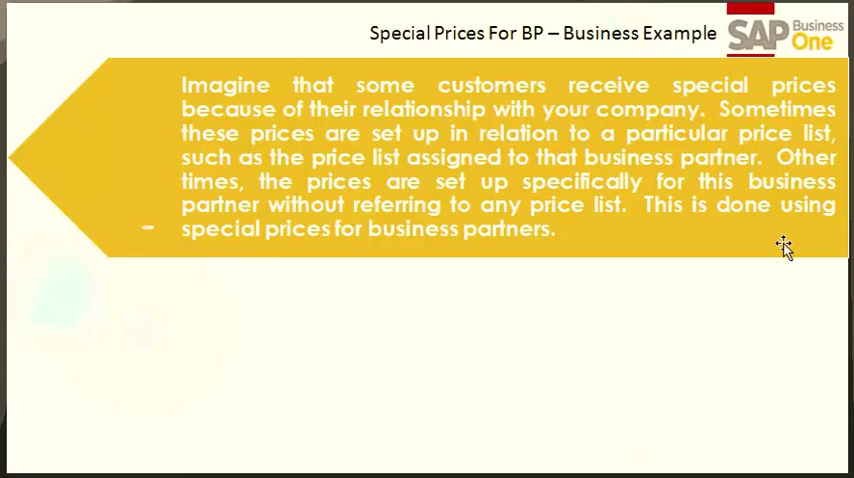 Special Prices For BP – Business Example
SAP Business One
Imagine that some customers receive special prices
because of their relationship with your company. Sometimes
these prices are set up in relation to a particular price list,
such as the price list assigned to that business partner. Other
times, the prices are set up specifically for this business
partner without referring to any price list. This is done using
- special prices for business partners.